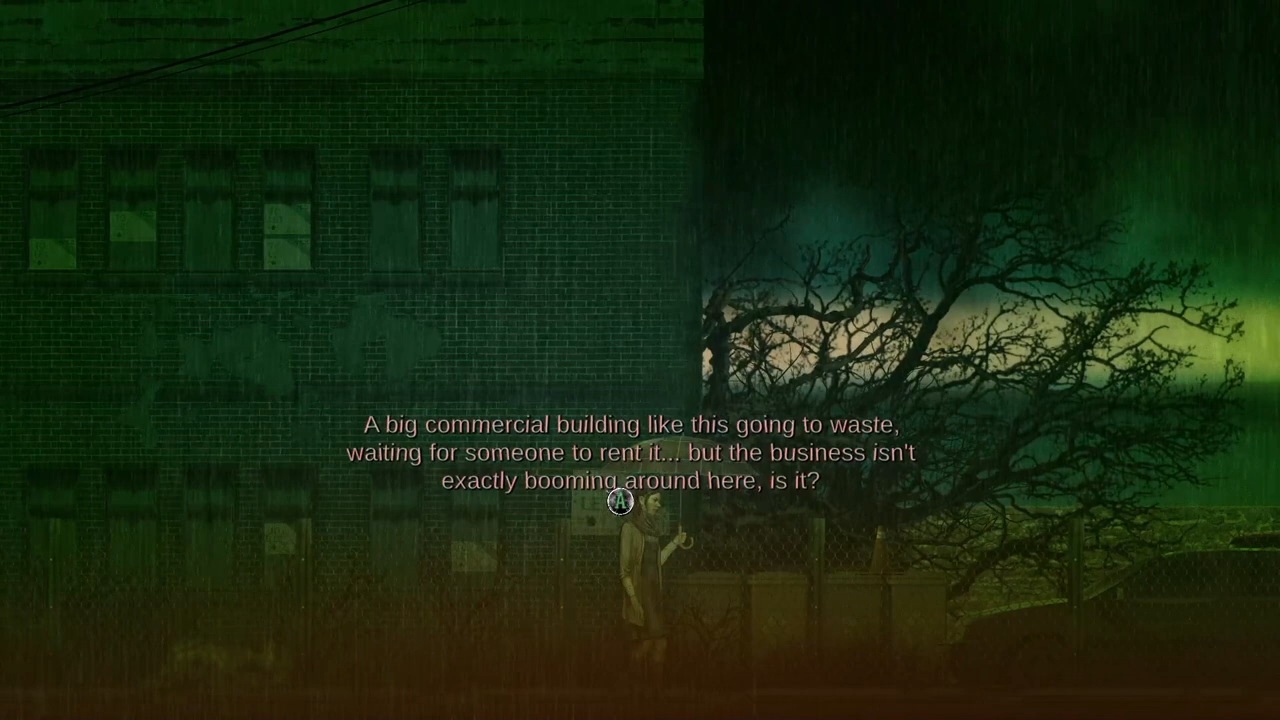 A big commercial building like this going to waste,
waiting for someone to rent it... but the business isn't
exactly booming around here, is it?
A